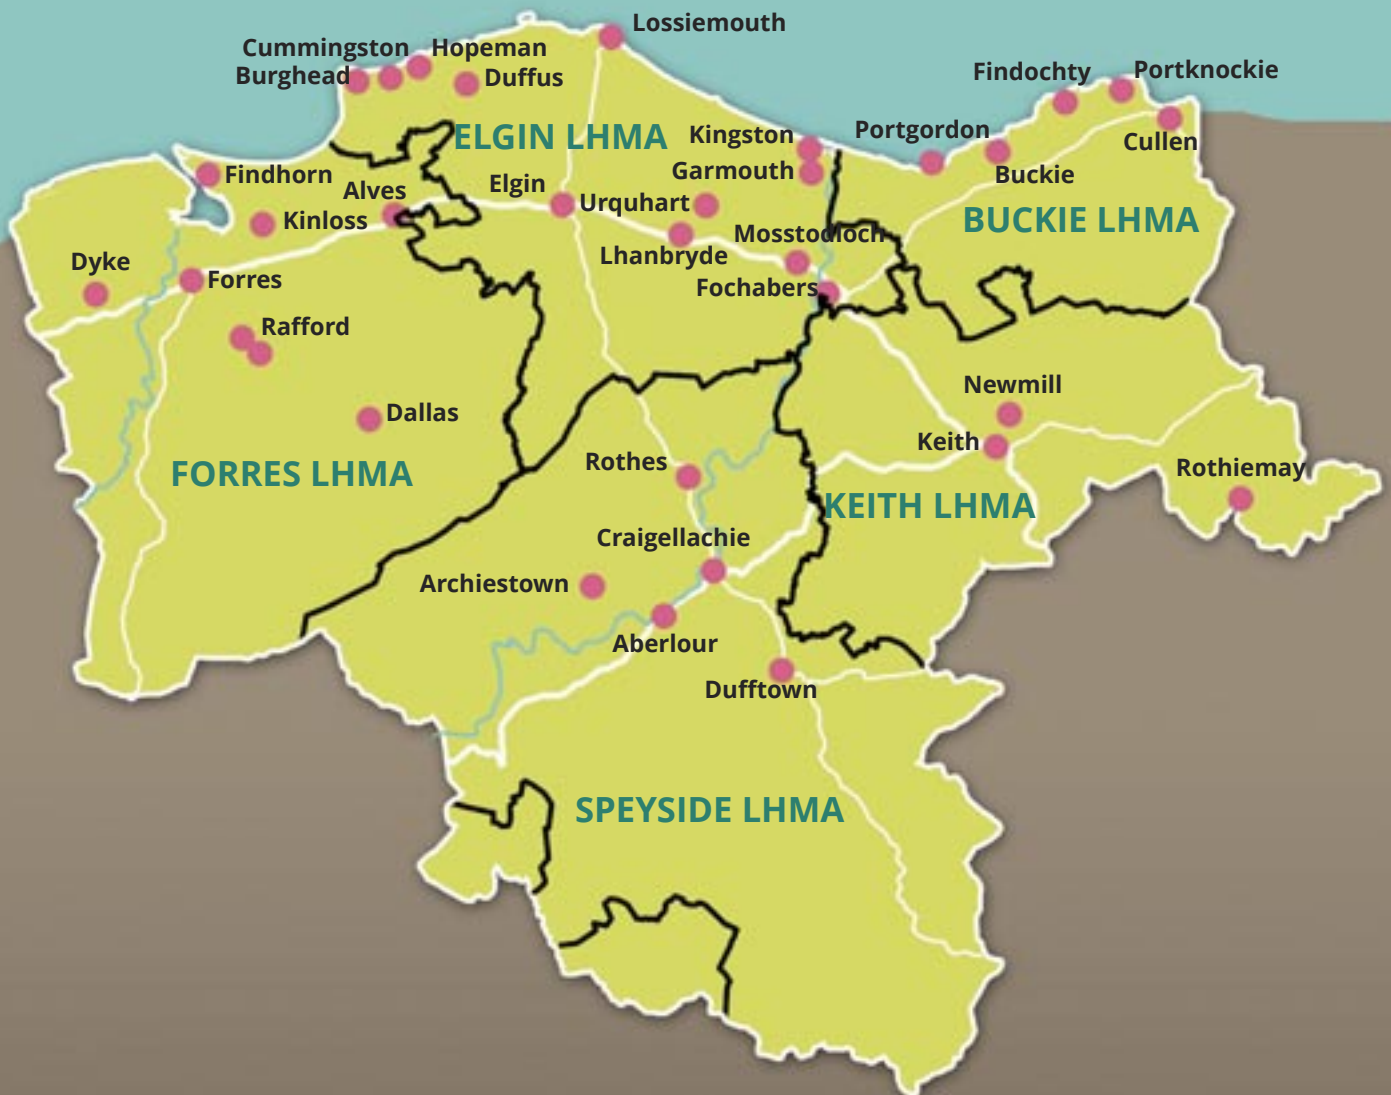 Lossiemouth
Cummingston
Hopeman
Burghead
Duffus
Findochty
Portknockie
ELGIN LHMA
Kingston
Portgordon
Cullen
Findhorn
Alves
Elgin
Garmouth
Buckie
Kinloss
Urquhart
BUCKIE LHMA
Mosstodloch
Lhanbryde
Dyke
Forres
Fochabers
Rafford
Newmill
Dallas
Keith
FORRES LHMA
Rothes
Rothiemay
KEITH LHMA
Craigellachie
Archiestown
Aberlour
Dufftown
SPEYSIDE LHMA